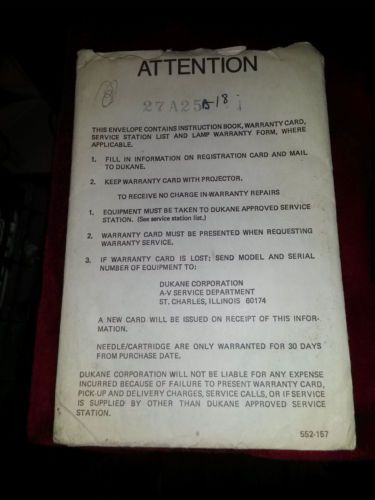 ATTENTION
27A25
THIS ENVELOPE CONTAINS INSTRUCTION BOOK, WARRANTY CARD,
SERVICE STATION LIST AND LAMP WARRANTY FORM, WHERE
APPLICABLE.
1. FILL IN INFORMATION ON REGISTRATION CARD AND MAIL
TO DUKANE.
2. KEEP WARRANTY CARD WITH PROJECTOR.
TO RECEIVE NO CHARGE IN-WARRANTY REPAIRS
1. EQUIPMENT MUST BE TAKEN TO DUKANE APPROVED SERVICE
STATION. (See service station list.)
2. WARRANTY CARD MUST BE PRESENTED WHEN REQUESTING
WARRANTY SERVICE.
3. IF WARRANTY CARD IS LOST: SEND MODEL AND SERIAL
NUMBER OF EQUIPMENT TO:
DUKANE CORPORATION
A-V SERVICE DEPARTMENT
ST. CHARLES, ILLINOIS 60174
A NEW CARD WILL BE ISSUED ON RECEIPT OF THIS INFOR-
MATION.
NEEDLE/CARTRIDGE ARE ONLY WARRANTED FOR 30 DAYS
FROM PURCHASE DATE.
DUKANE CORPORATION WILL NOT BE LIABLE FOR ANY EXPENSE
INCURRED BECAUSE OF FAILURE TO PRESENT WARRANTY CARD,
PICK-UP AND DELIVERY CHARGES, SERVICE CALLS, OR IF SERVICE
IS SUPPLIED BY OTHER THAN DUKANE APPROVED SERVICE
STATION.
552-157